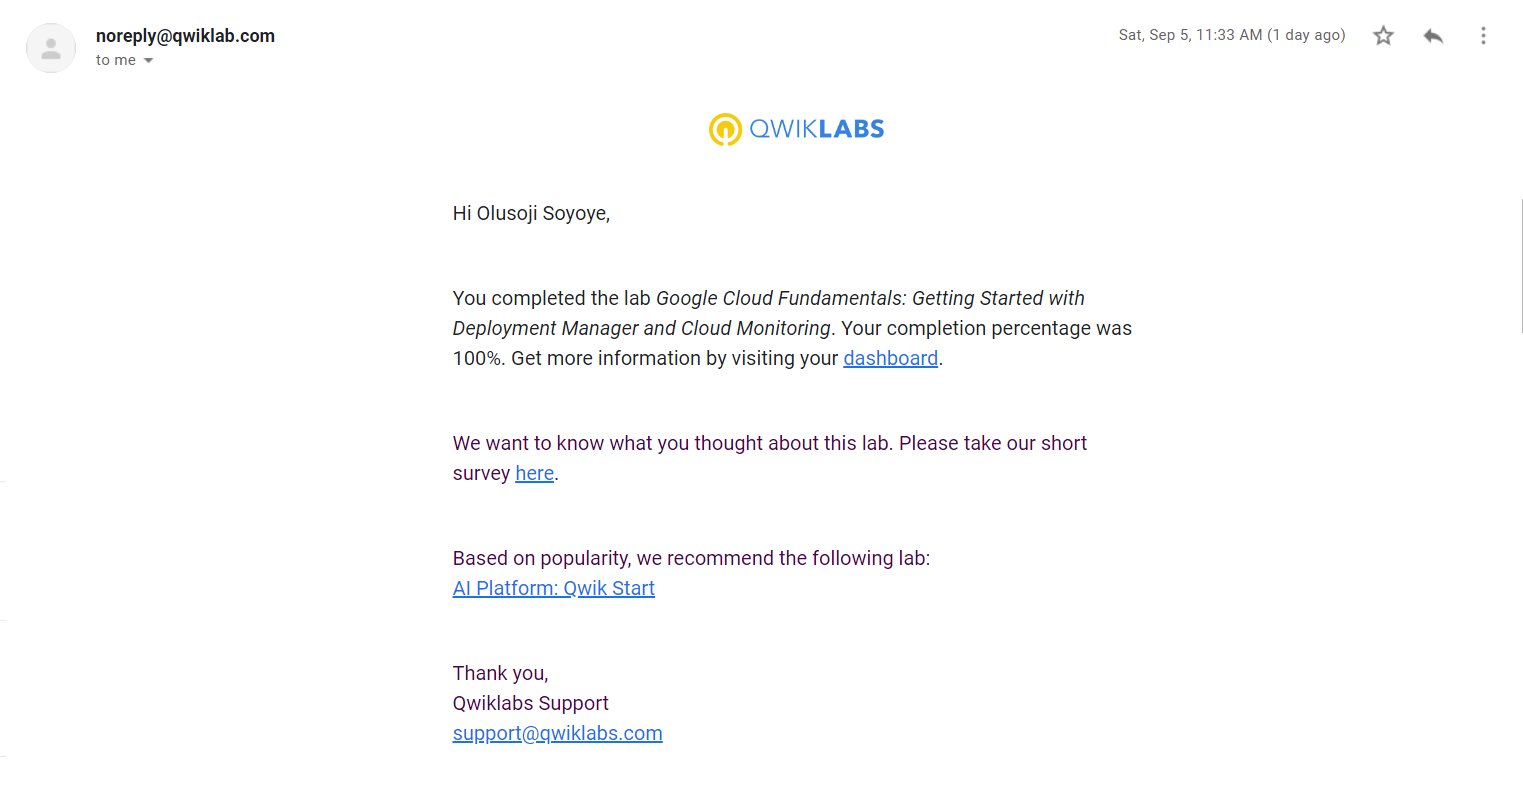 noreply@qwiklab.com
Sat, Sep 5, 11:33 AM (1 day ago)
to me
QWIKLABS
Hi Olusoji Soyoye,
You completed the lab Google Cloud Fundamentals: Getting Started with
Deployment Manager and Cloud Monitoring. Your completion percentage was
100%. Get more information by visiting your dashboard.
We want to know what you thought about this lab. Please take our short
survey here.
Based on popularity, we recommend the following lab:
AI Platform: Qwik Start
Thank you,
Qwiklabs Support
support@qwiklabs.com